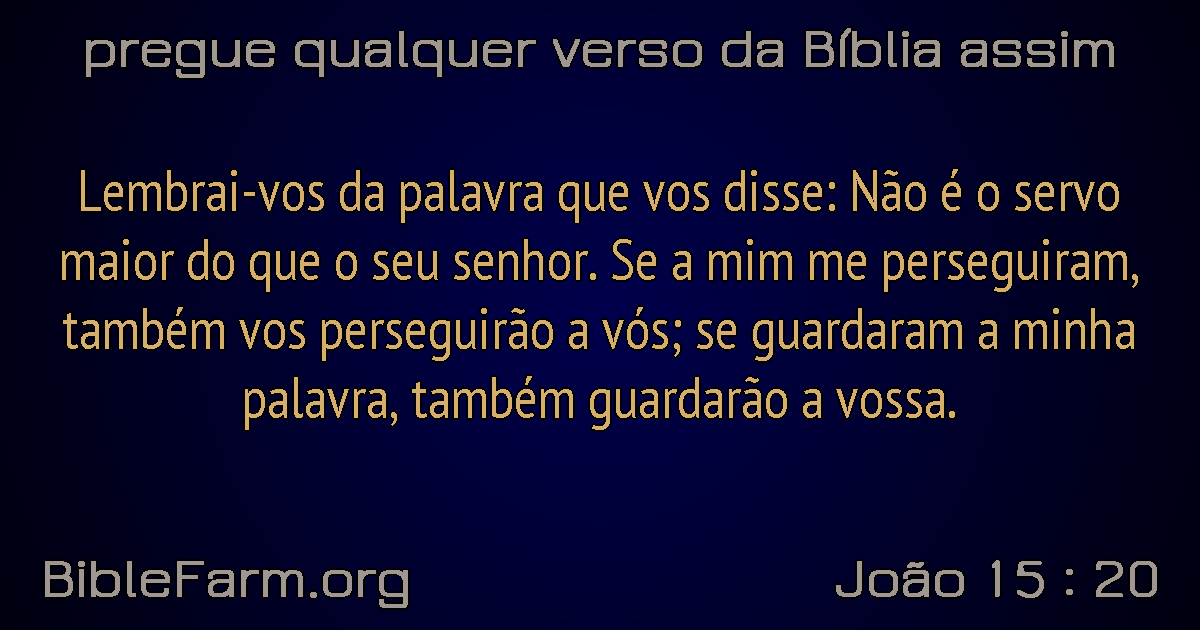 pregue qualquer verso da Bíblia assim
Lembrai-vos da palavra que vos disse: Não é o servo
maior do que o seu senhor. Se a mim me perseguiram,
também vos perseguirão a vós; se guardaram a minha
palavra, também guardarão a vossa.
BibleFarm.org
João 15 : 20